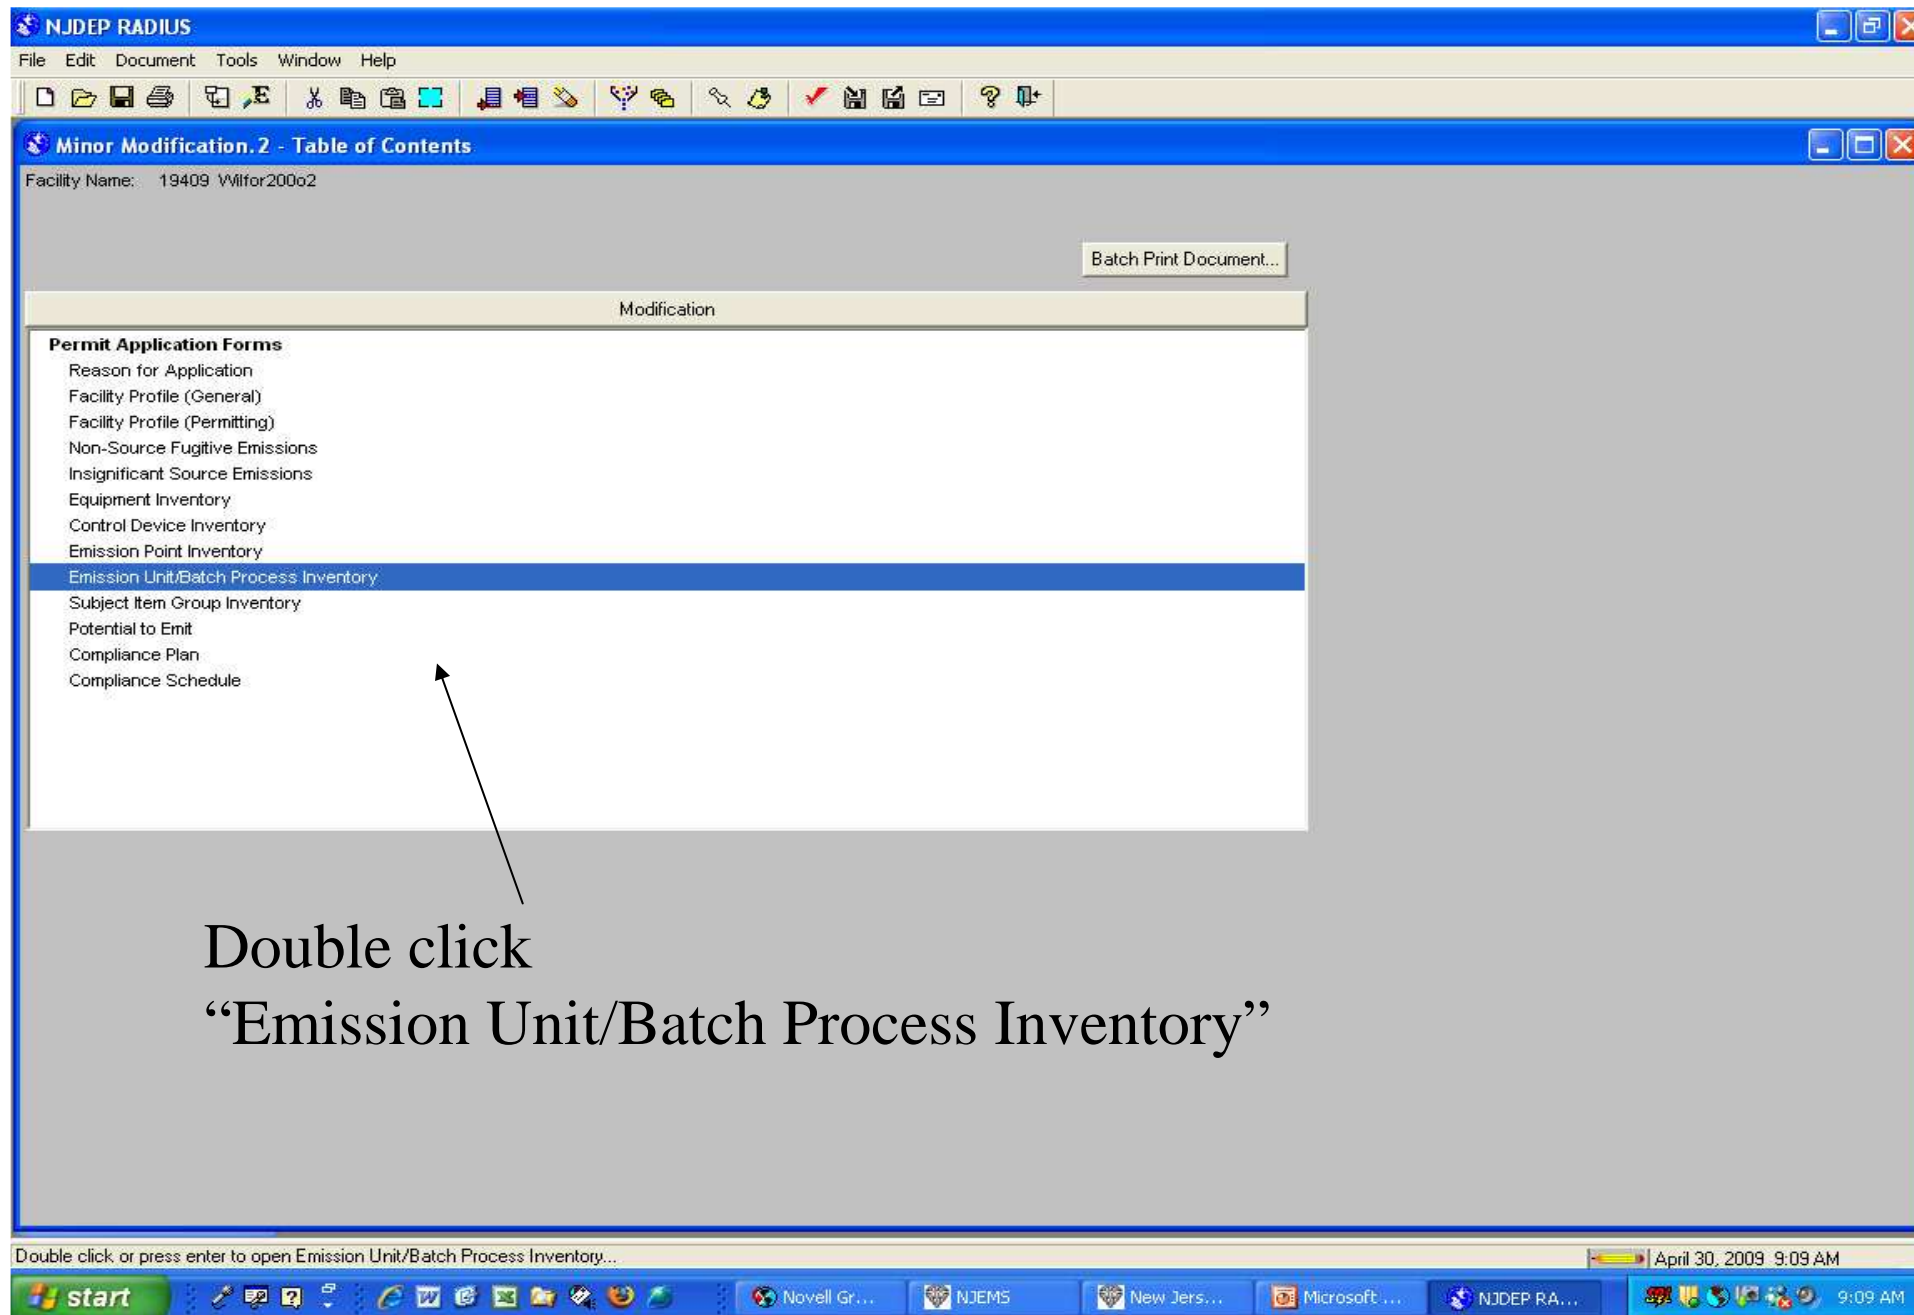 NJDEP RADIUS
File Edit Document Tools Window Help
Minor Modification.2 - Table of Contents
Facility Name: 19409 Wilfor200o2
Batch Print Document...
Modification
Permit Application Forms
Reason for Application
Facility Profile (General)
Facility Profile (Permitting)
Non-Source Fugitive Emissions
Insignificant Source Emissions
Equipment Inventory
Control Device Inventory
Emission Point Inventory
Emission Unit/Batch Process Inventory
Subject Item Group Inventory
Potential to Emit
Compliance Plan
Compliance Schedule
Double click
“Emission Unit/Batch Process Inventory”
Double click or press enter to open Emission Unit/Batch Process Inventory...
April 30, 2009 9:09 AM
start Novell Gr... NJEMS New Jers... Microsoft ... NJDEP RA... 9:09 AM